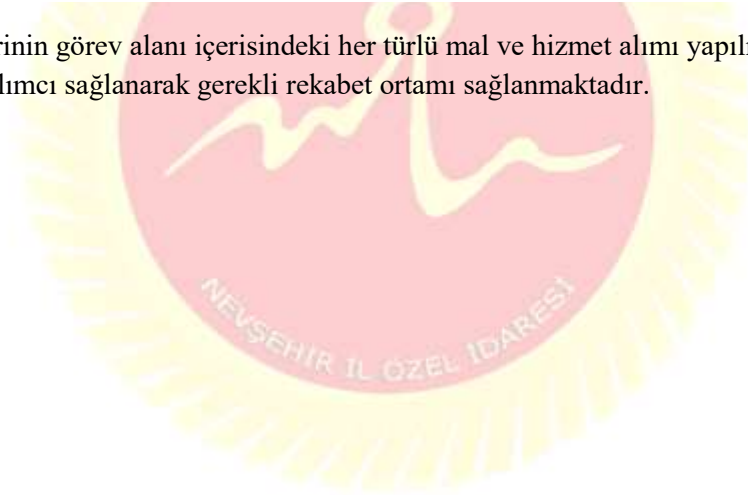 rinin görev alanı içerisindeki her türlü mal ve hizmet alımı yapılı
lımcı sağlanarak gerekli rekabet ortamı sağlanmaktadır.
NEVŞEHİR İL ÖZEL İDARESİ